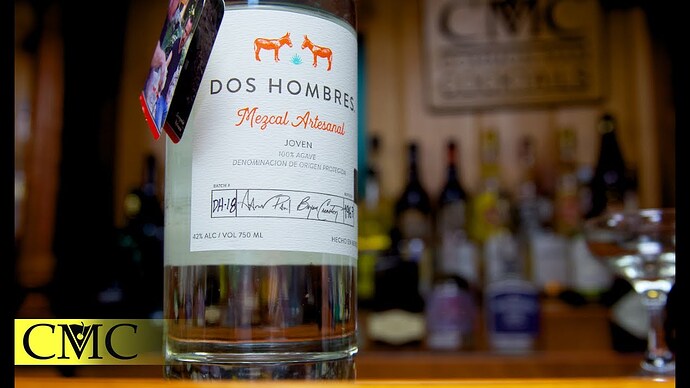 CMC
DOS HOMBRES
Mezcal Artesanal
JOVEN
100% AGAVE
DENOMINACION DE ORIGEN PROTEGIDA
BATCH #
DH-18
42% ALC / VOL 750 ML
HECHO EN
CMC